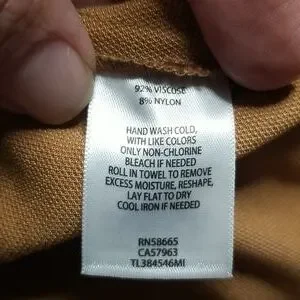 92% VISCOSE
8% NYLON
HAND WASH COLD,
WITH LIKE COLORS
ONLY NON-CHLORINE
BLEACH IF NEEDED
ROLL IN TOWEL TO REMOVE
EXCESS MOISTURE, RESHAPE,
LAY FLAT TO DRY
COOL IRON IF NEEDED
RN58665
CA57963
TL384546MI